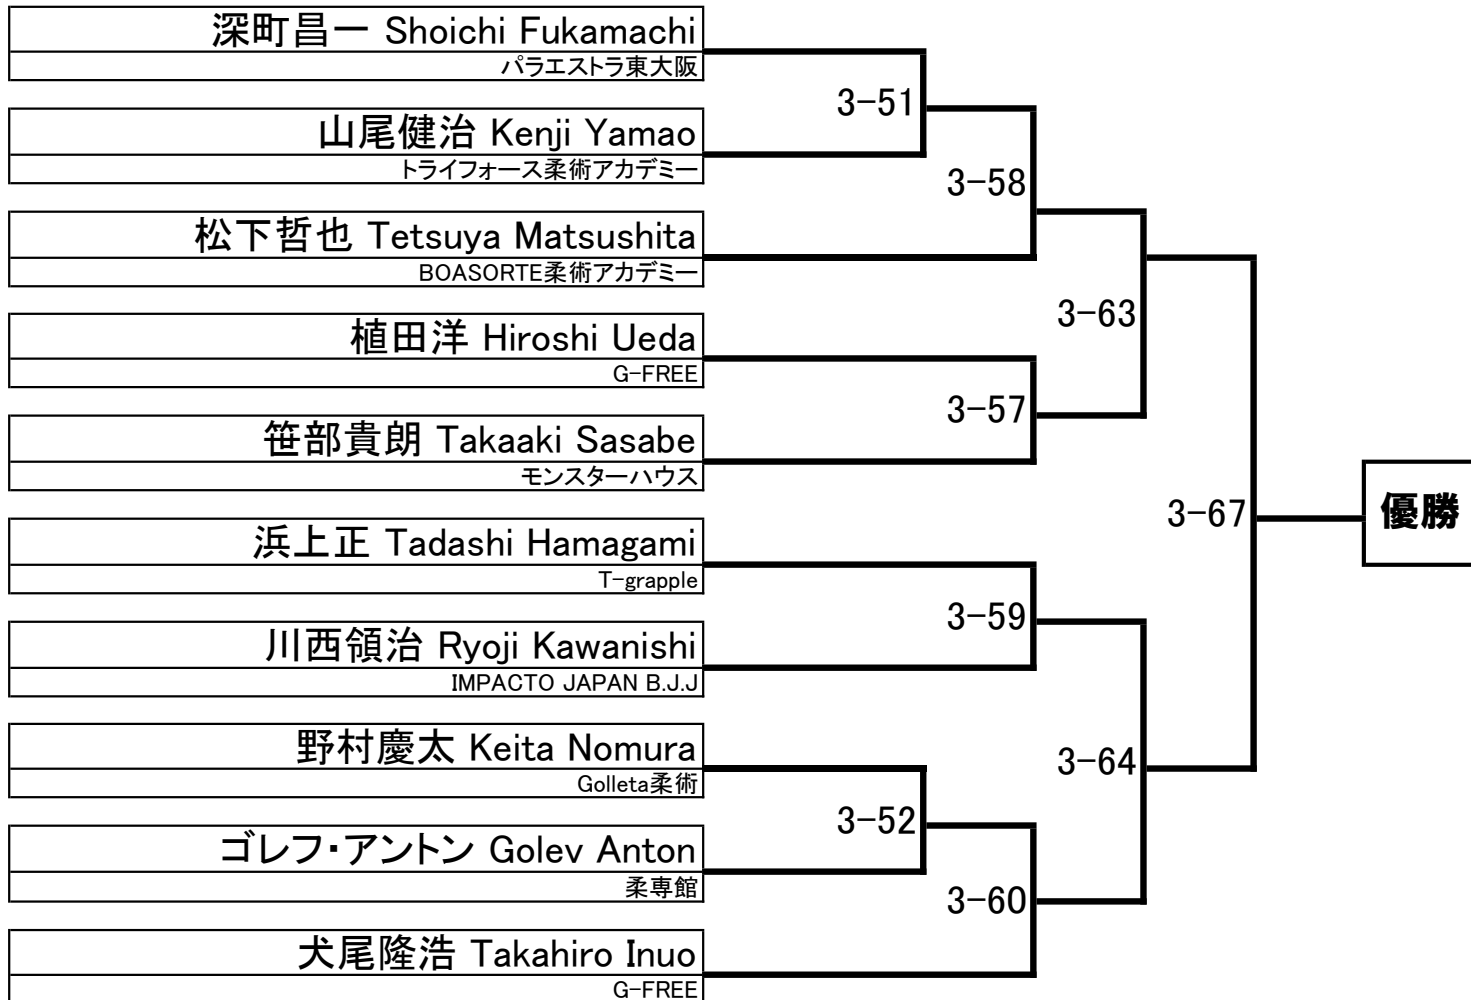 深町昌一 Shoichi Fukamachi
パラエストラ東大阪
3-51
山尾健治 Kenji Yamao
トライフォース柔術アカデミー
3-58
松下哲也 Tetsuya Matsushita
BOASORTE柔術アカデミー
3-63
植田洋 Hiroshi Ueda
G-FREE
3-57
笹部貴朗 Takaaki Sasabe
モンスターハウス
3-67
優勝
浜上正 Tadashi Hamagami
T-grapple
3-59
川西領治 Ryoji Kawanishi
IMPACTO JAPAN B.J.J
野村慶太 Keita Nomura
Golleta柔術
3-64
3-52
ゴレフ・アントン Golev Anton
柔専館
3-60
犬尾隆浩 Takahiro Inuo
G-FREE